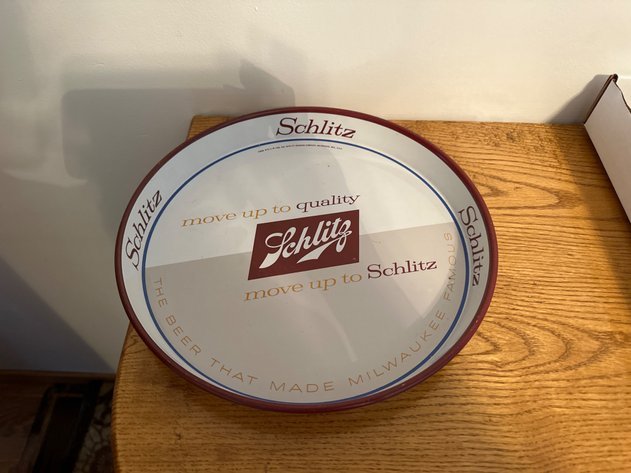 Schlitz
move up to quality
Schlitz
Schlitz
Schlitz
move up to Schlitz
THE BEER THAT MADE MILWAUKEE FAMOUS